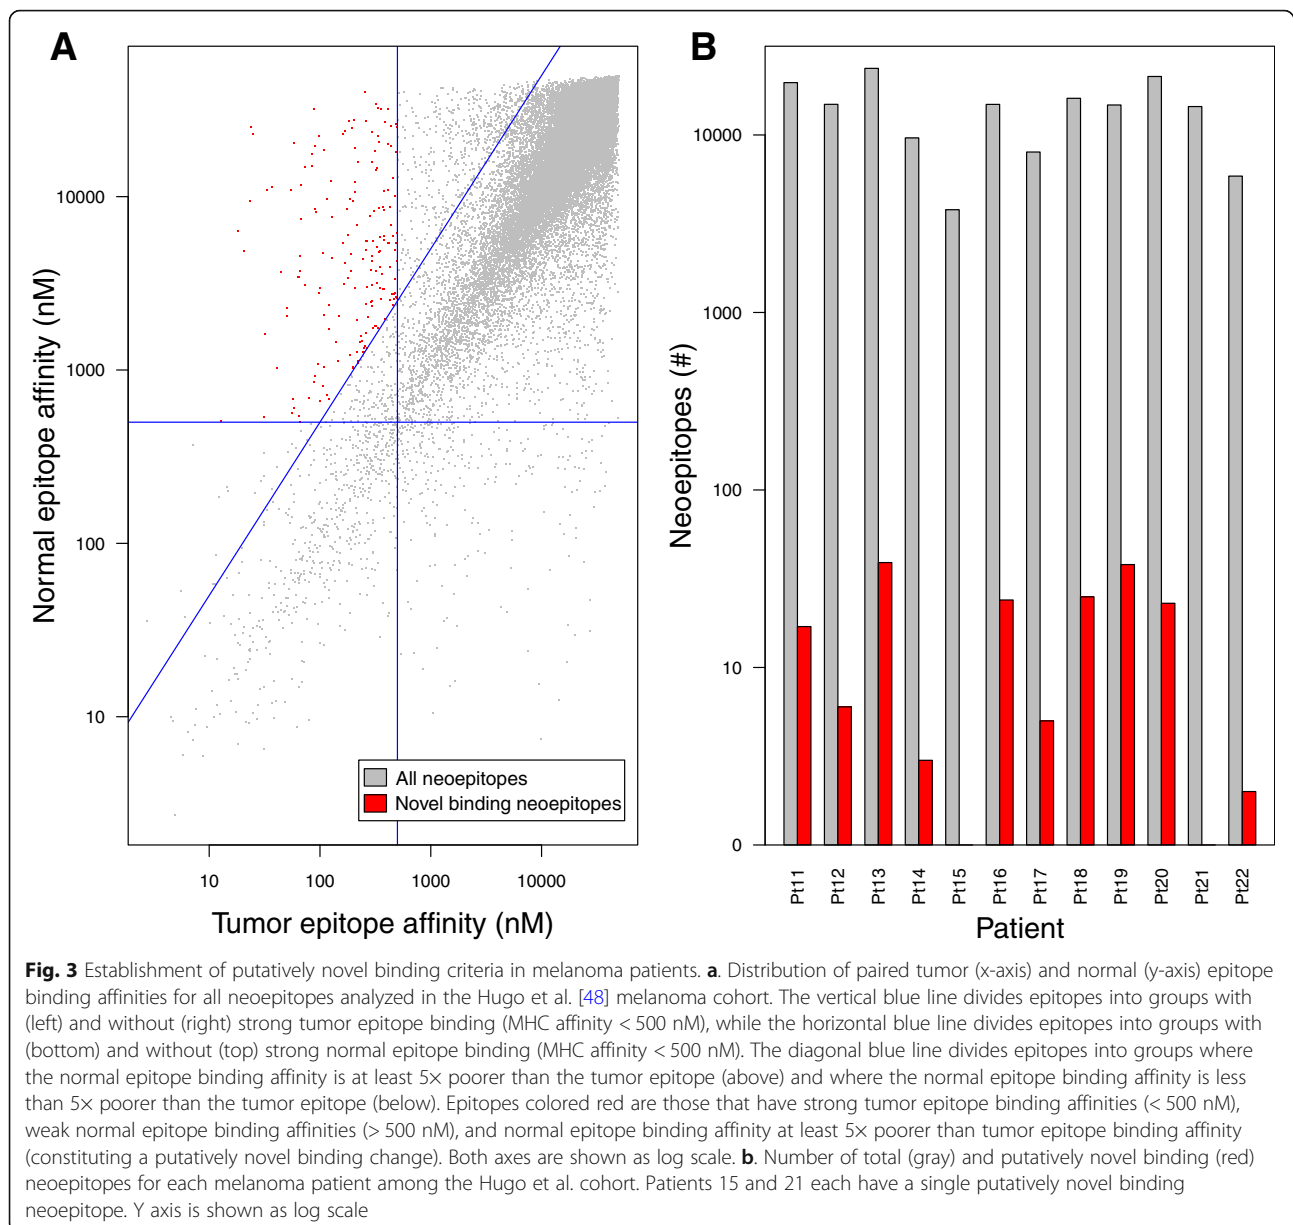 A
Normal epitope affinity (nM)
10000
1000
100
10
10
100
1000
10000
Tumor epitope affinity (nM)
All neoepitopes
Novel binding neoepitopes
B
Neoepitopes (#)
10000
1000
100
10
0
Pt11
Pt12
Pt13
Pt14
Pt15
Pt16
Pt17
Pt18
Pt19
Pt20
Pt21
Pt22
Patient
Fig. 3 Establishment of putatively novel binding criteria in melanoma patients. a. Distribution of paired tumor (x-axis) and normal (y-axis) epitope
binding affinities for all neoepitopes analyzed in the Hugo et al. [48] melanoma cohort. The vertical blue line divides epitopes into groups with
(left) and without (right) strong tumor epitope binding (MHC affinity < 500 nM), while the horizontal blue line divides epitopes into groups with
(bottom) and without (top) strong normal epitope binding (MHC affinity < 500 nM). The diagonal blue line divides epitopes into groups where
the normal epitope binding affinity is at least 5× poorer than the tumor epitope (above) and where the normal epitope binding affinity is less
than 5× poorer than the tumor epitope (below). Epitopes colored red are those that have strong tumor epitope binding affinities (< 500 nM),
weak normal epitope binding affinities (> 500 nM), and normal epitope binding affinity at least 5× poorer than tumor epitope binding affinity
(constituting a putatively novel binding change). Both axes are shown as log scale. b. Number of total (gray) and putatively novel binding (red)
neoepitopes for each melanoma patient among the Hugo et al. cohort. Patients 15 and 21 each have a single putatively novel binding
neoepitope. Y axis is shown as log scale